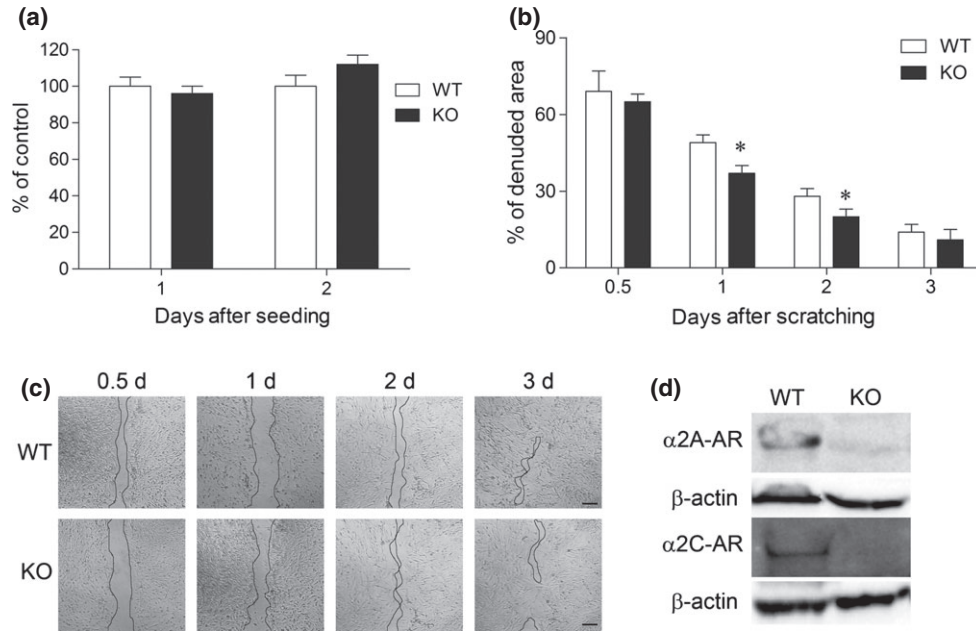 (a)
% of control
120
100
80
60
40
20
0
1
2
Days after seeding
WT
KO
(b)
% of denuded area
90
60
30
0
*
*
0.5
1
2
3
Days after scratching
WT
KO
(c)
0.5 d
1 d
2 d
3 d
WT
KO
(d)
WT
KO
α2A-AR
β-actin
α2C-AR
β-actin